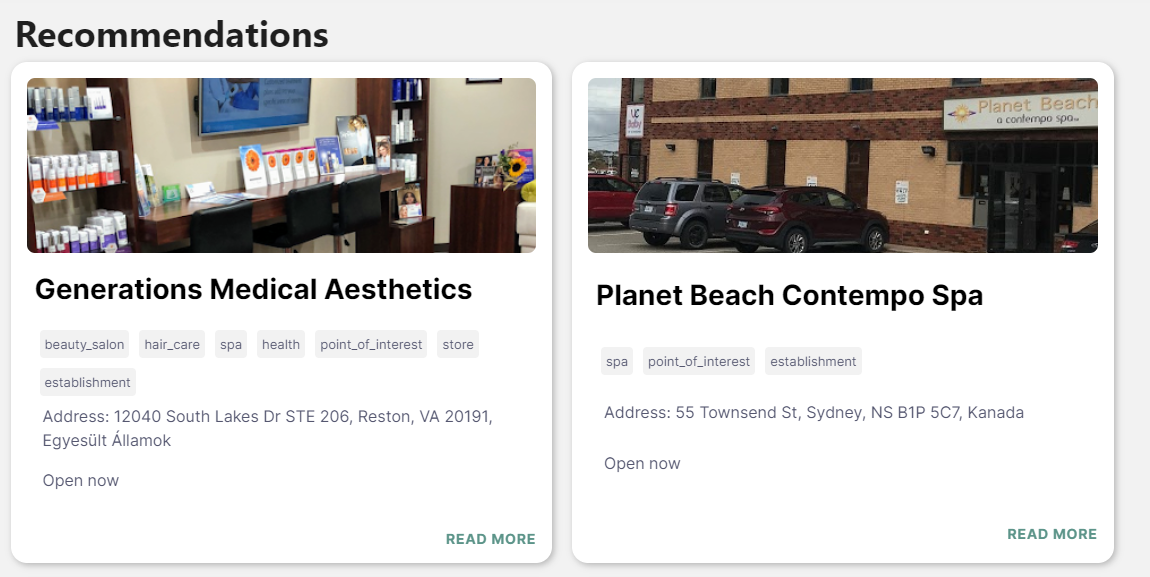 Recommendations
Generations Medical Aesthetics
beauty_salon hair_care spa health point_of_interest store
establishment
Address: 12040 South Lakes Dr STE 206, Reston, VA 20191,
Egyesült Államok
Open now
READ MORE
Planet Beach
a contempo spa
Planet Beach Contempo Spa
spa point_of_interest establishment
Address: 55 Townsend St, Sydney, NS B1P 5C7, Kanada
Open now
READ MORE